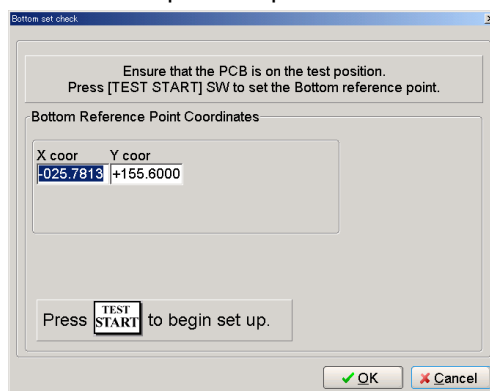 Bottom set check
Ensure that the PCB is on the test position.
Press [TEST START] SW to set the Bottom reference point.
Bottom Reference Point Coordinates
X coor Y coor
-025.7813 +155.6000
Press TEST START to begin set up.
OK Cancel